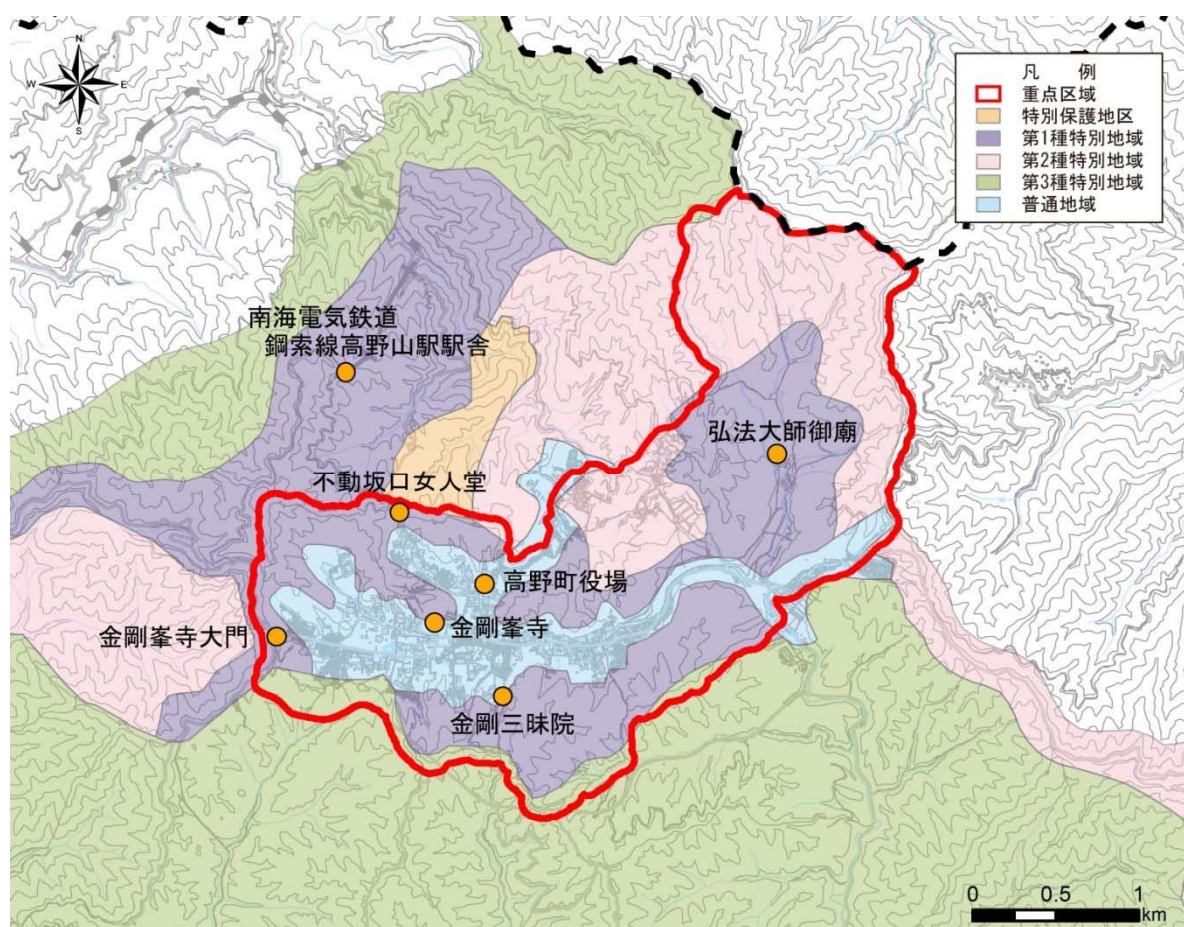 N
W
E
S
凡 例
重点区域
特別保護地区
第1種特別地域
第2種特別地域
第3種特別地域
普通地域
南海電気鉄道
鋼索線高野山駅駅舎
弘法大師御廟
不動坂口女人堂
高野町役場
金剛峯寺
金剛峯寺大門
金剛三昧院
0 0.5 1
km